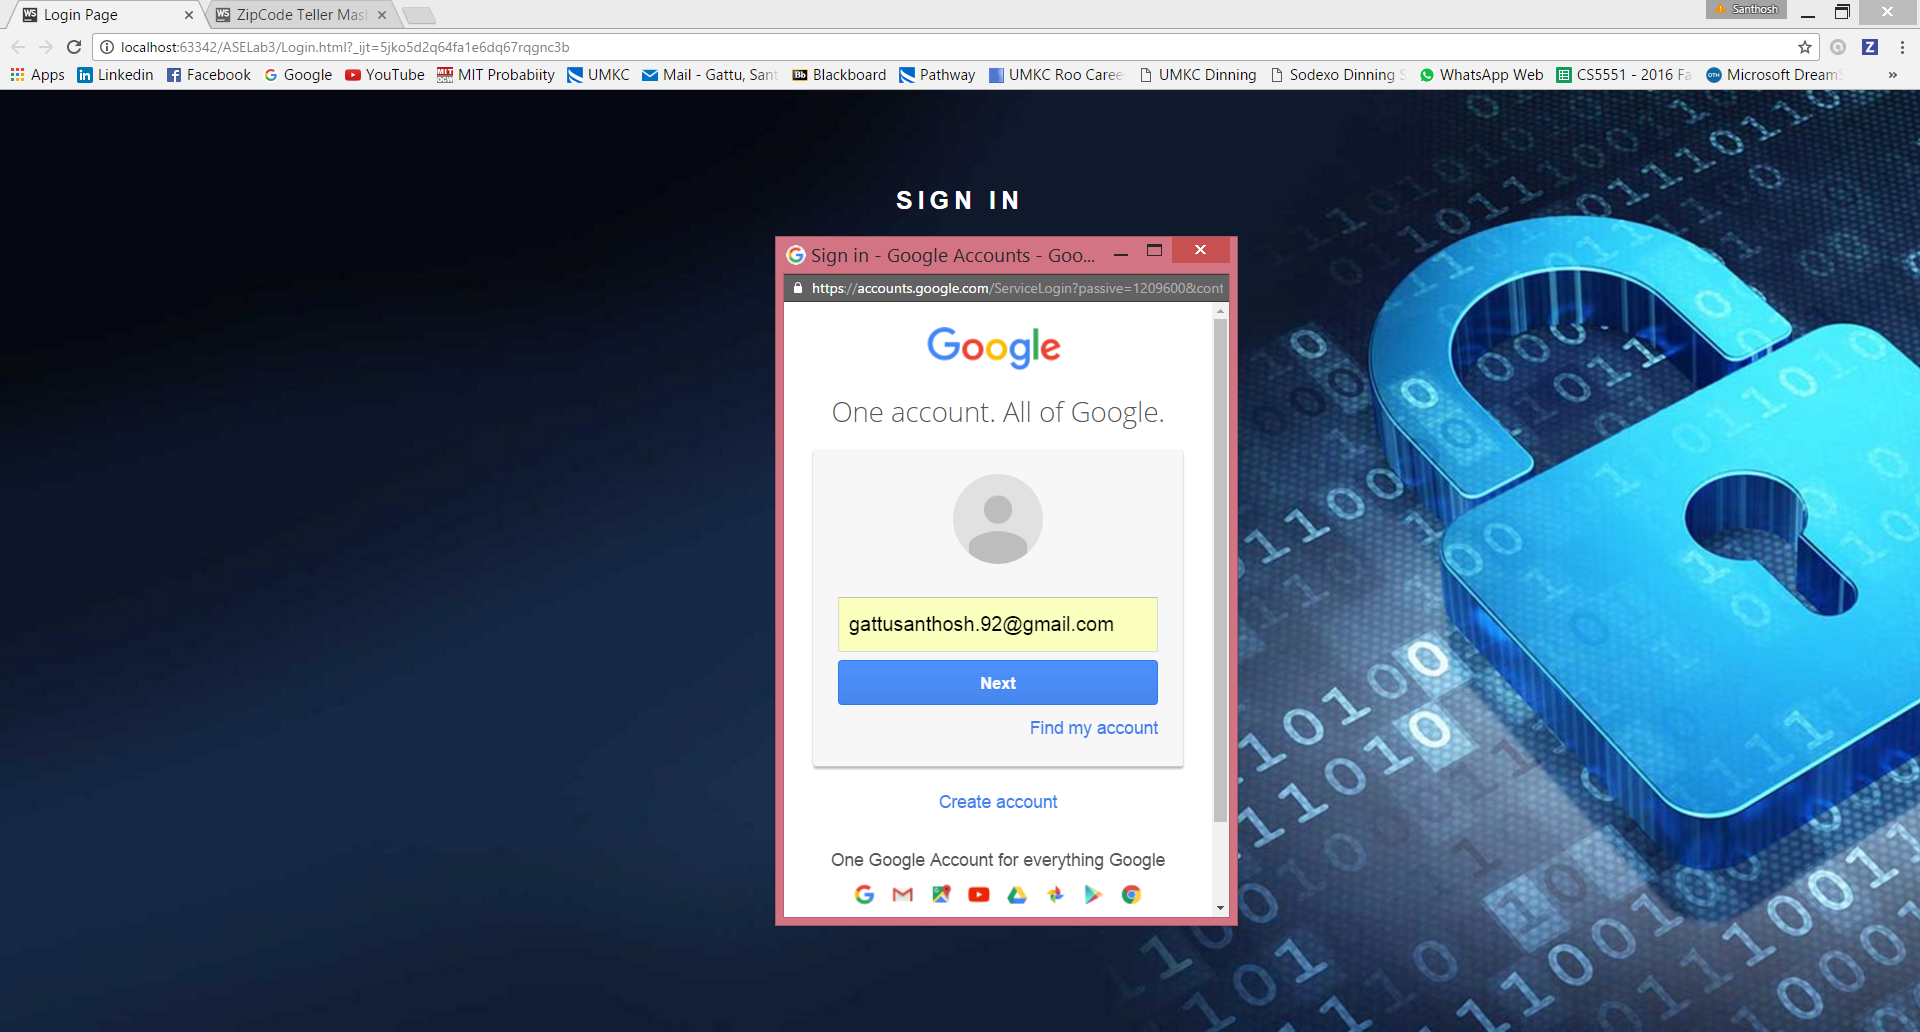 Login Page
ZipCode Teller Mas
Santhosh
localhost:63342/ASELab3/Login.html?_ijt=5jko5d2q64fa1e6dq67rqgnc3b
Apps Linkedin Facebook Google YouTube MIT Probabiity UMKC Mail - Gattu, Sant Blackboard Pathway UMKC Roo Caree UMKC Dinning Sodexo Dinning S WhatsApp Web CS5551 - 2016 Fa Microsoft Dream
SIGN IN
Sign in - Google Accounts - Goo...
https://accounts.google.com/ServiceLogin?passive=1209600&cont
Google
One account. All of Google.
gattusanthosh.92@gmail.com
Next
Find my account
Create account
One Google Account for everything Google